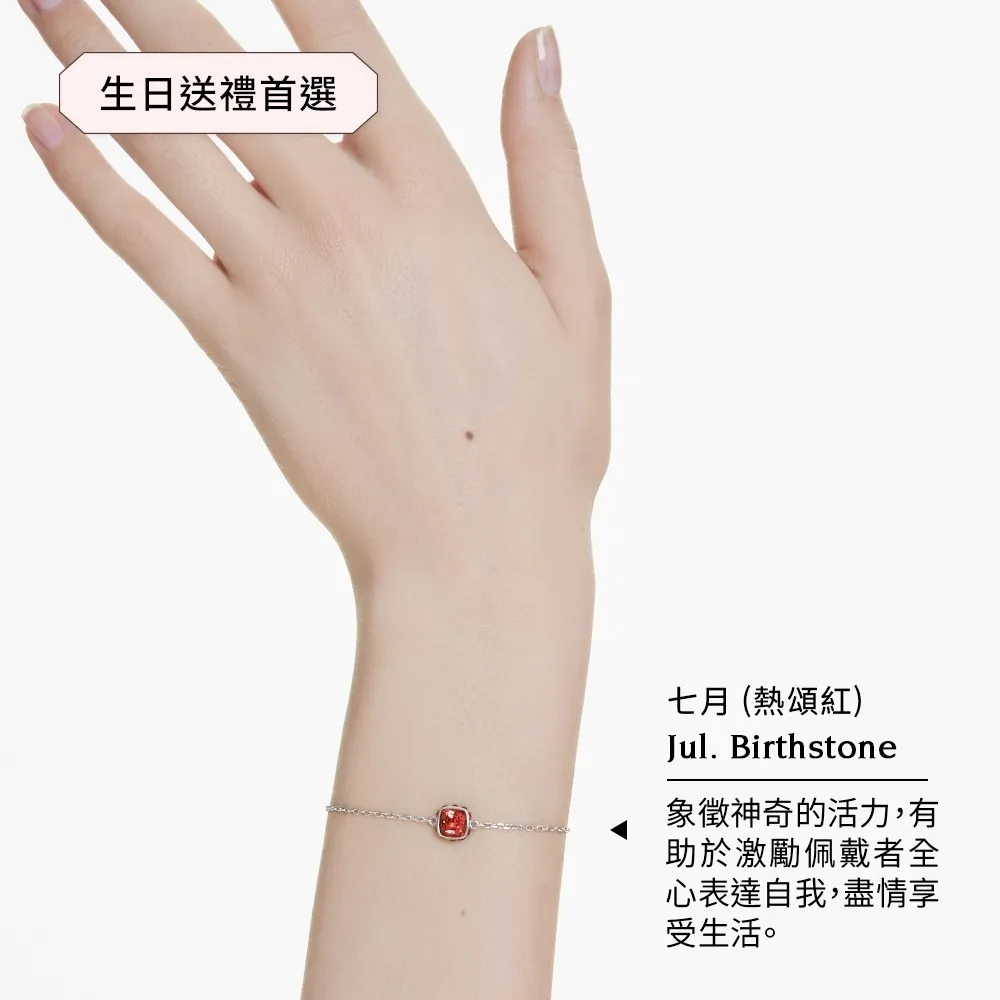 生日送禮首選
七月 (熱頌紅)
Jul. Birthstone
象徵神奇的活力，有
助於激勵佩戴者全
心表達自我，盡情享
受生活。